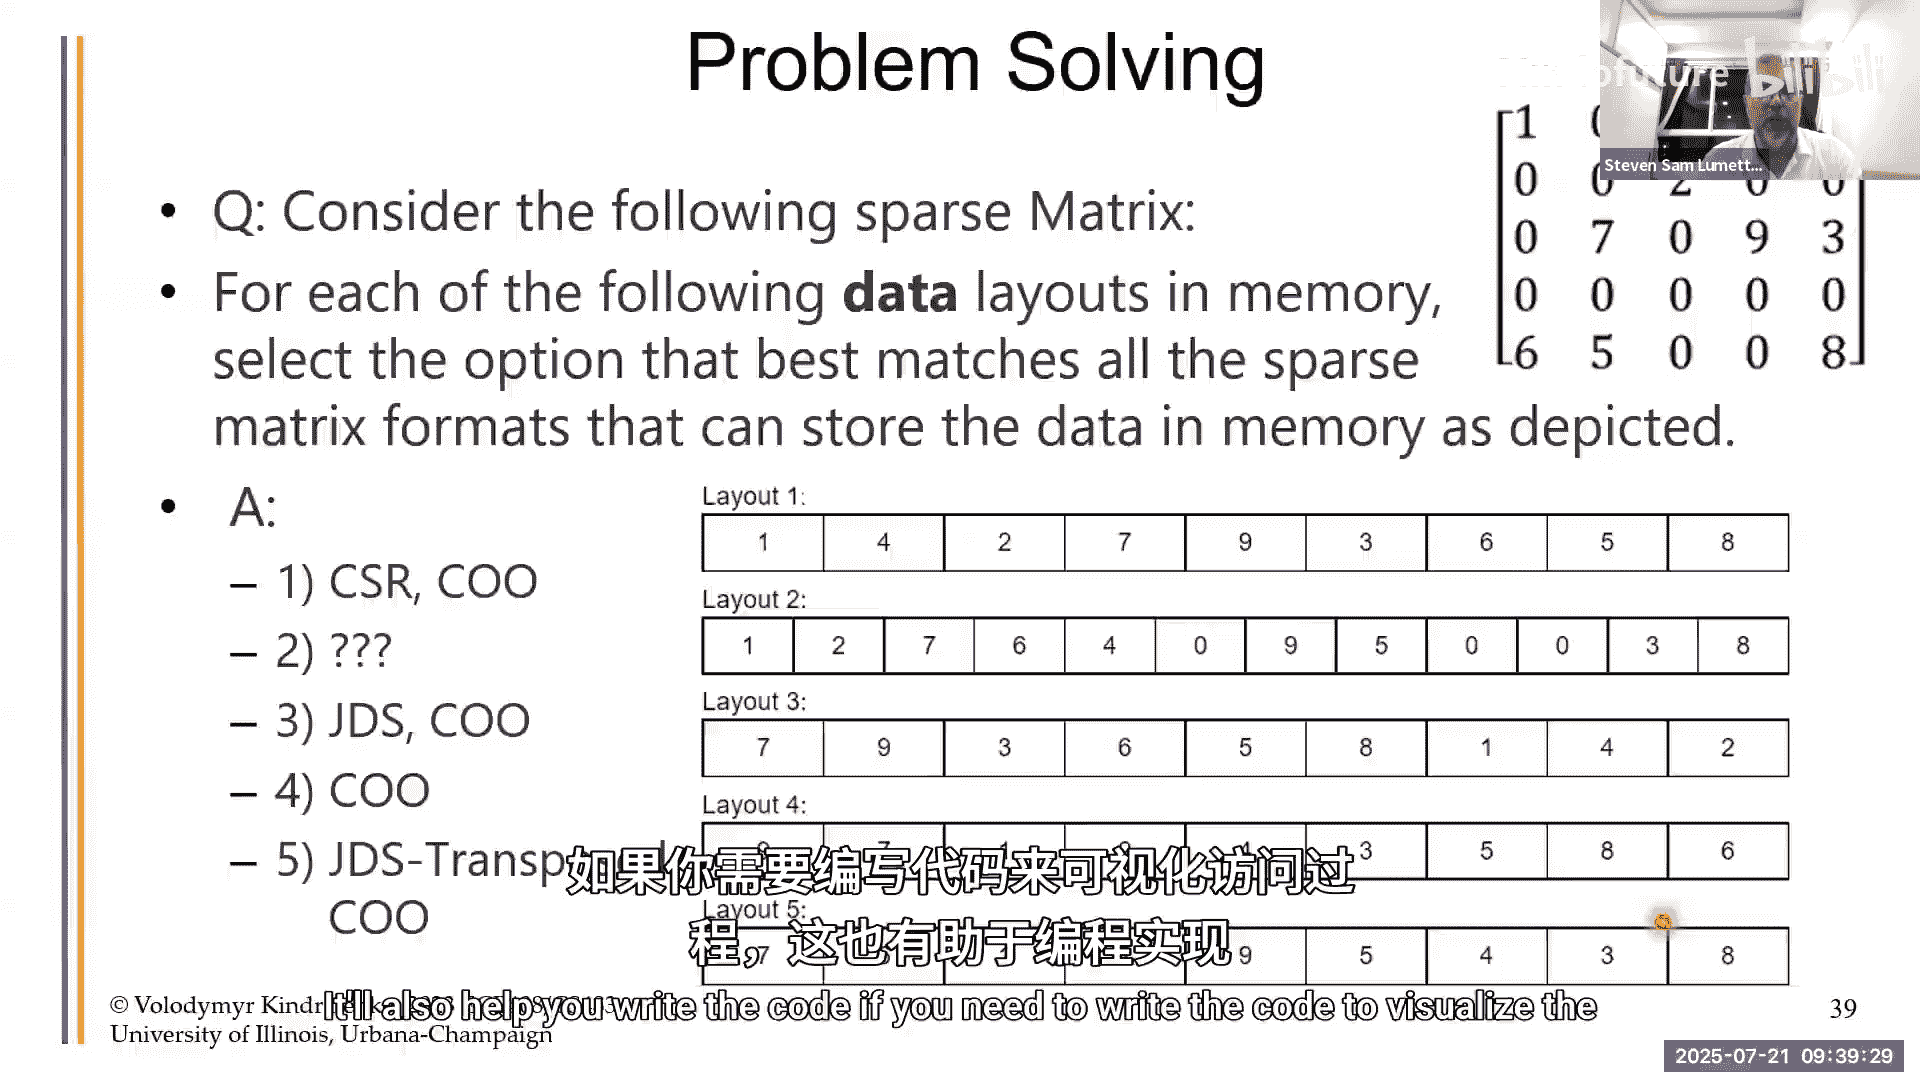 Problem Solving
Steven Sam Lumett...
bilibili
• Q: Consider the following sparse Matrix:
1
0 0 2 0 0
0 7 0 9 3
0 0 0 0 0
6 5 0 0 8
• For each of the following data layouts in memory,
select the option that best matches all the sparse
matrix formats that can store the data in memory as depicted.
• A:
– 1) CSR, COO
– 2) ???
– 3) JDS, COO
– 4) COO
– 5) JDS-Transp
COO
Layout 1:
1 4 2 7 9 3 6 5 8
Layout 2:
1 2 7 6 4 0 9 5 0 0 3 8
Layout 3:
7 9 3 6 5 8 1 4 2
Layout 4:
3 5 8 6
Layout 5:
7 9 5 4 3 8
如果你需要编写代码来可视化访问过
程，这也有助于编程实现
It'll also help you write the code if you need to write the code to visualize the
© Volodymyr
University of Illinois, Urbana-Champaign
39
2025-07-21 09:39:29